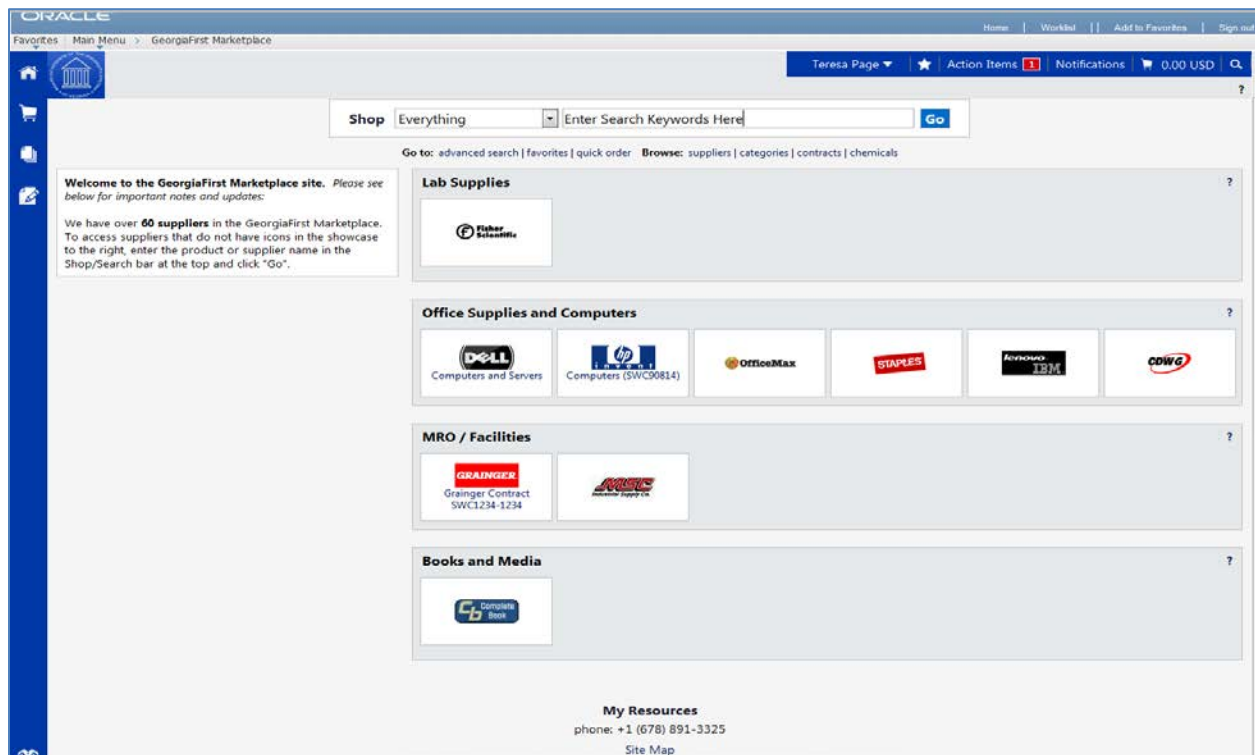 ORACLE
Home | Worklist || Add to Favorites | Sign out
Favorites Main Menu > GeorgiaFirst Marketplace
Teresa Page ▼ ★ Action Items 1 Notifications 0.00 USD
?
Shop Everything Enter Search Keywords Here Go
Go to: advanced search | favorites | quick order Browse: suppliers | categories | contracts | chemicals
Welcome to the GeorgiaFirst Marketplace site. Please see
below for important notes and updates:
We have over 60 suppliers in the GeorgiaFirst Marketplace.
To access suppliers that do not have icons in the showcase
to the right, enter the product or supplier name in the
Shop/Search bar at the top and click "Go".
Lab Supplies ?
Fisher
Scientific
Office Supplies and Computers ?
DELL
Computers and Servers
hp
invent
Computers (SWC90814)
OfficeMax
STAPLES
lenovo
IBM
CDWG
MRO / Facilities ?
GRAINGER
Grainger Contract
SWC1234-1234
MSC
Industrial Supply Co.
Books and Media ?
Cb Complete
Book
My Resources
phone: +1 (678) 891-3325
Site Map